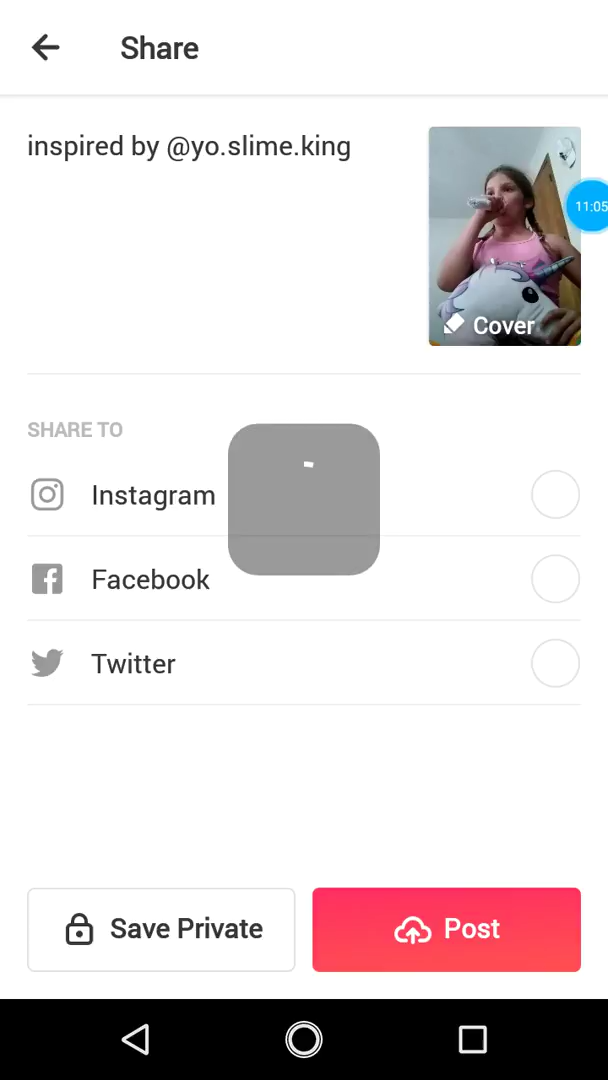 Share
inspired by @yo.slime.king
11:05
Cover
SHARE TO
Instagram
Facebook
Twitter
Save Private
Post